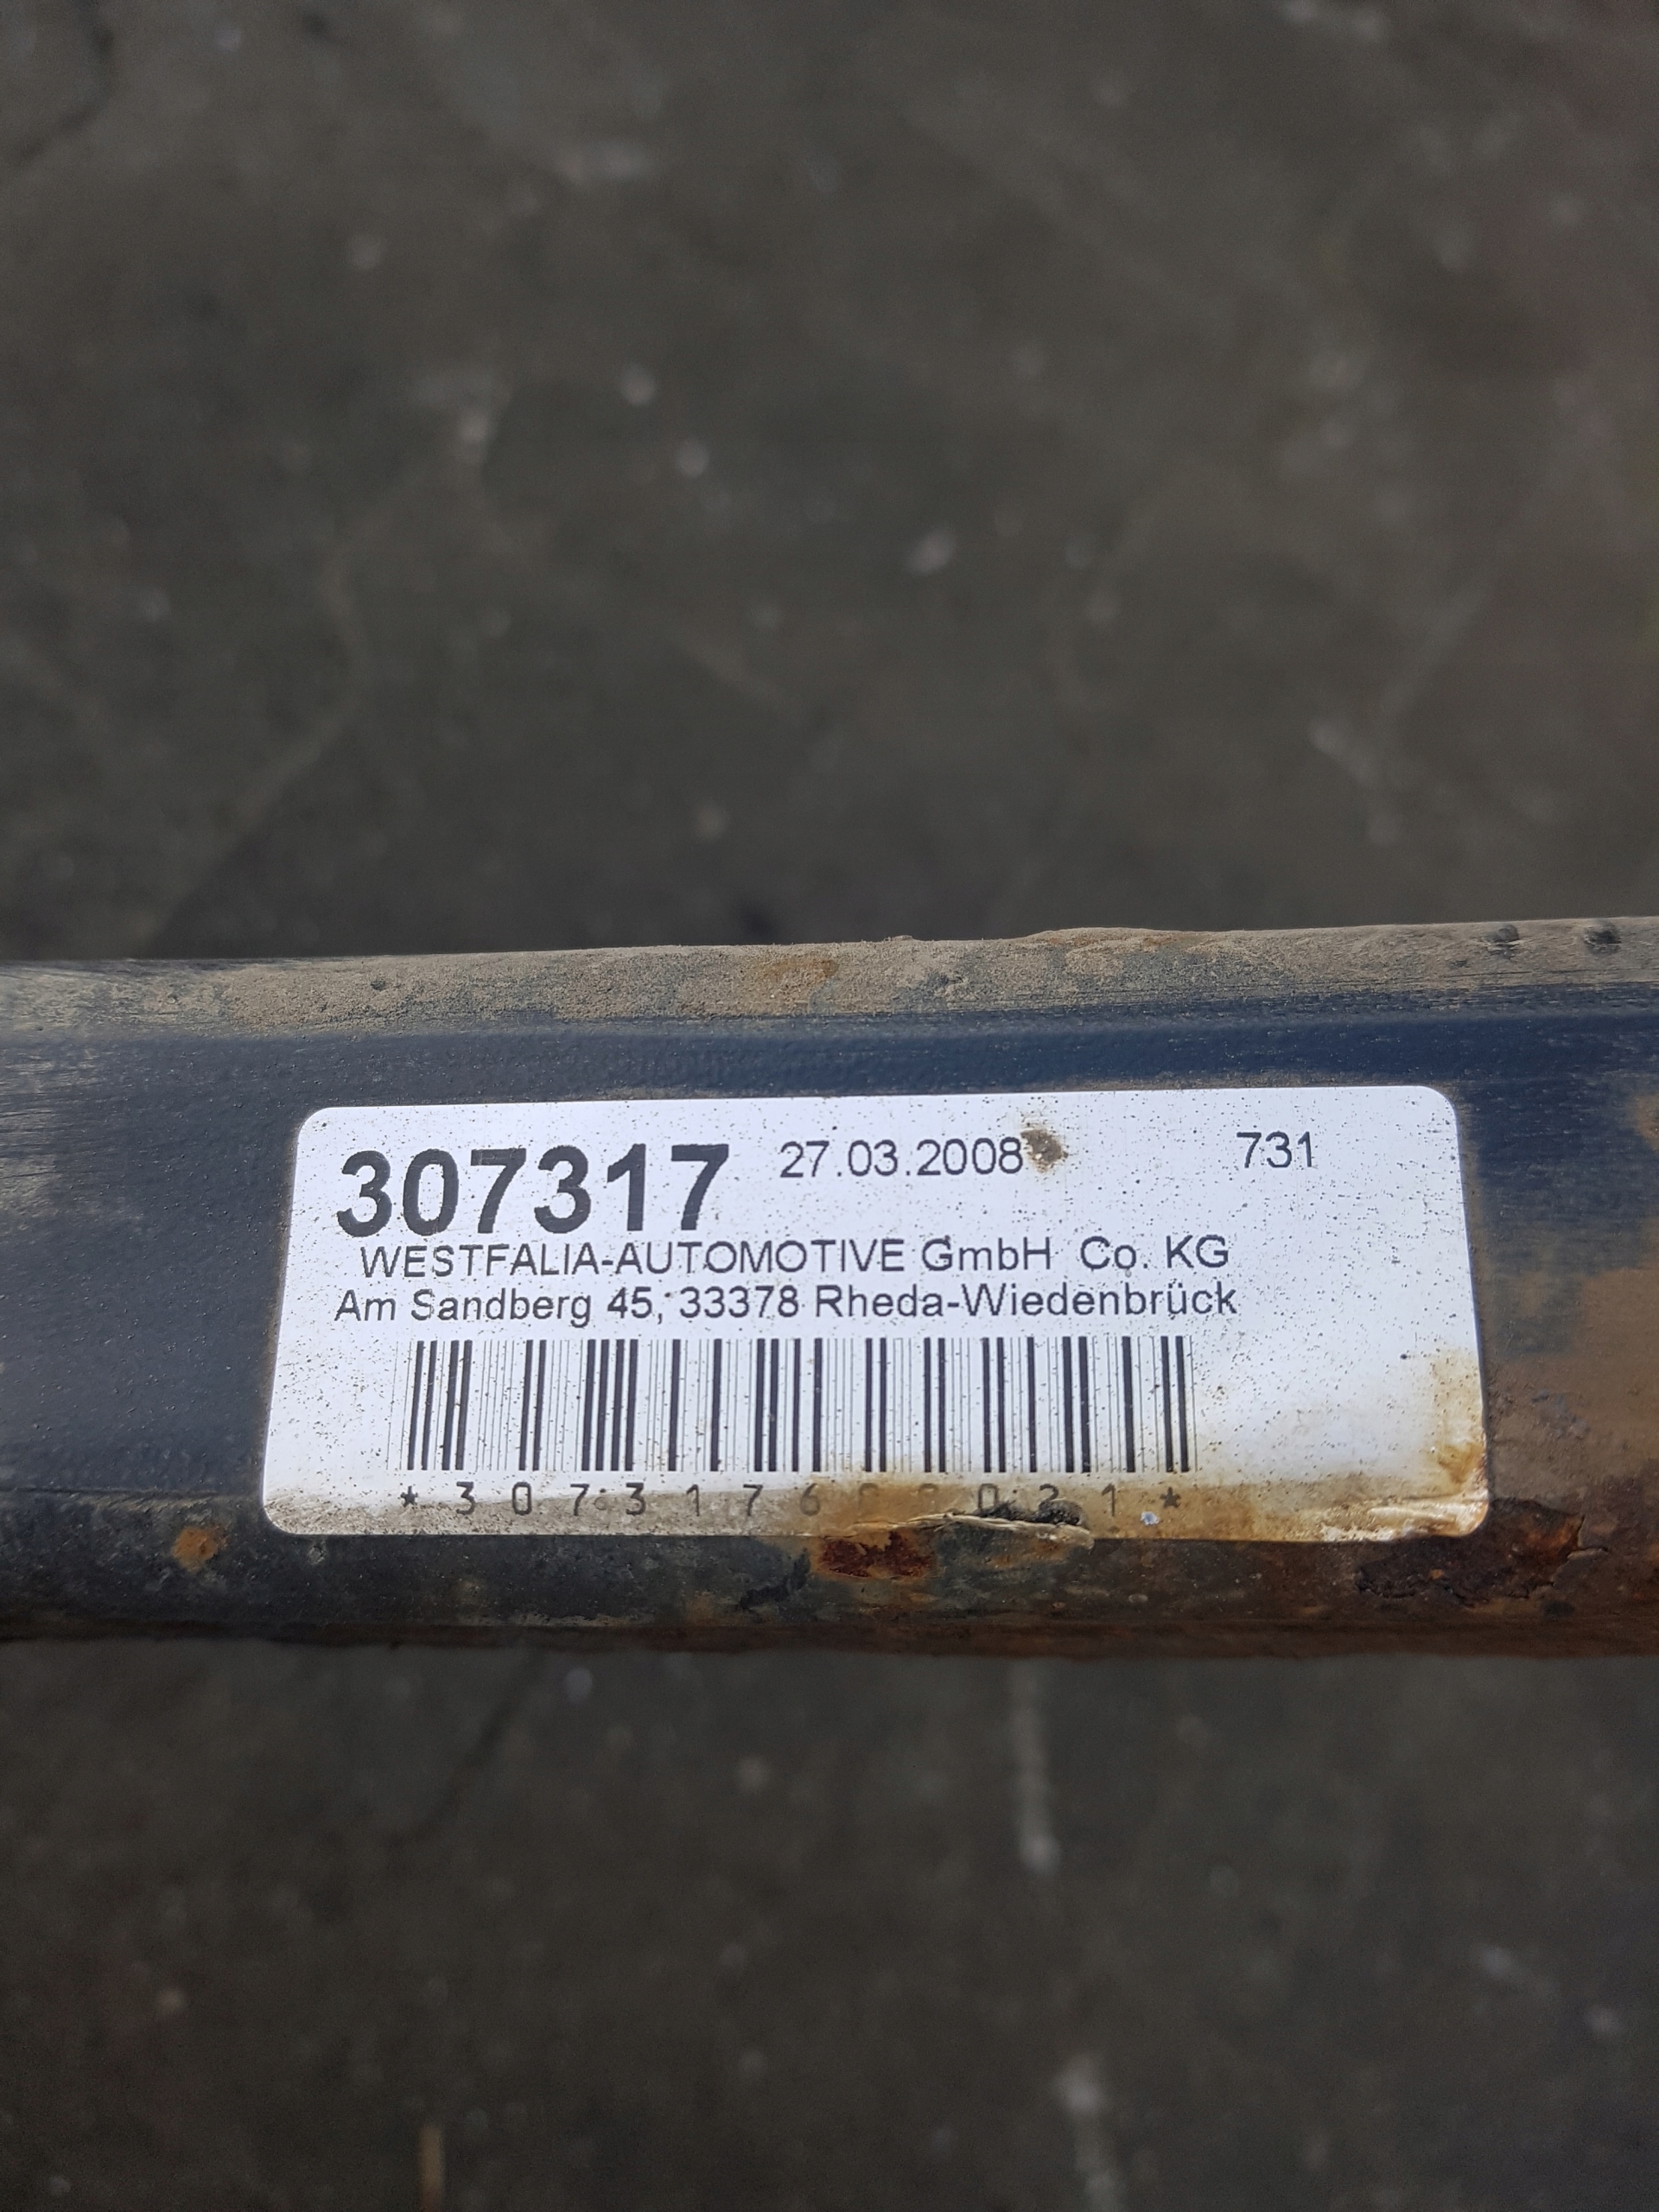 307317 27.03.2008 731
WESTFALIA-AUTOMOTIVE GmbH Co. KG
Am Sandberg 45, 33378 Rheda-Wiedenbrück